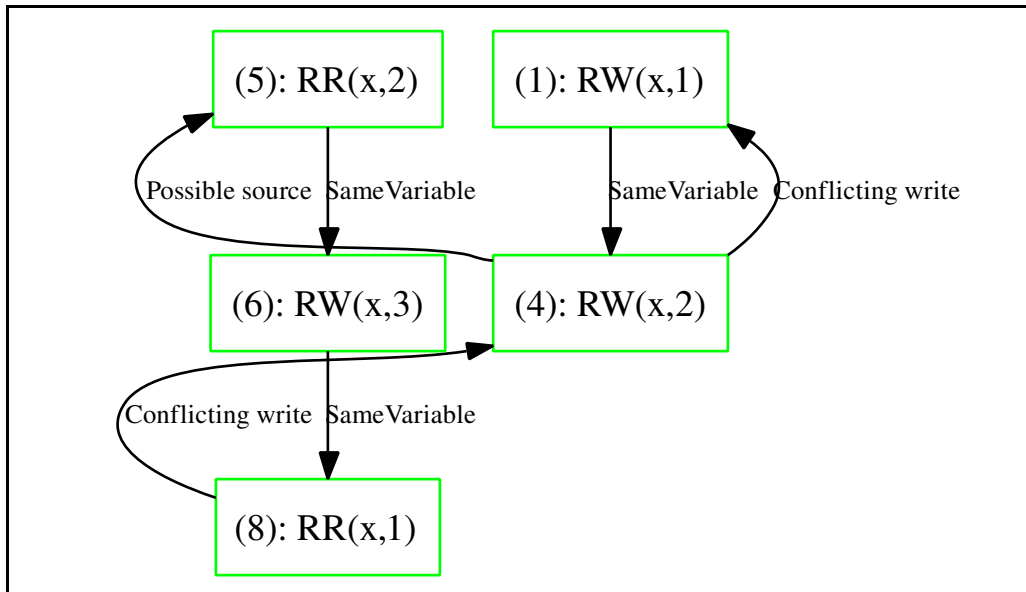 (5): RR(x,2)
(1): RW(x,1)
Possible source
SameVariable
SameVariable
Conflicting write
(6): RW(x,3)
(4): RW(x,2)
Conflicting write
SameVariable
(8): RR(x,1)